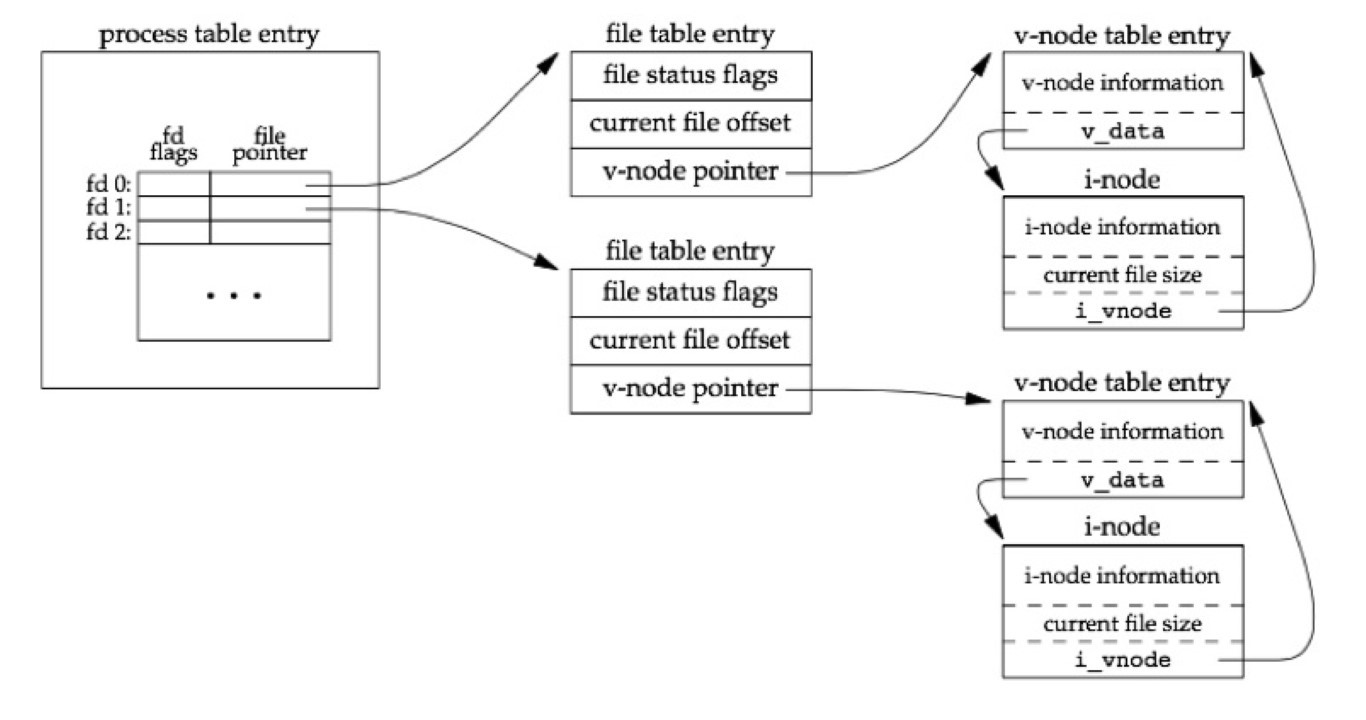 process table entry
fd
flags
file
pointer
fd 0:
fd 1:
fd 2:
• • •
file table entry
file status flags
current file offset
v-node pointer
file table entry
file status flags
current file offset
v-node pointer
v-node table entry
v-node information
v_data
i-node
i-node information
current file size
i_vnode
v-node table entry
v-node information
v_data
i-node
i-node information
current file size
i_vnode